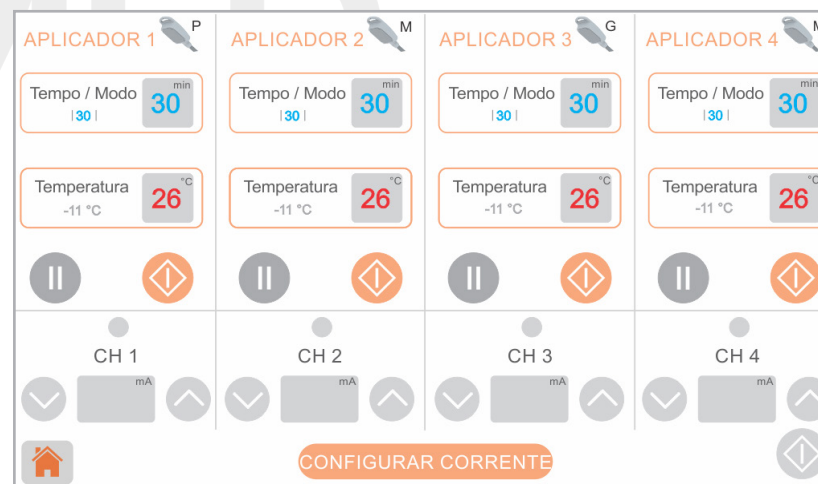 APLICADOR 1 P
Tempo / Modo
| 30 |
30 min
Temperatura
-11 °C
26 °C
APLICADOR 2 M
Tempo / Modo
| 30 |
30 min
Temperatura
-11 °C
26 °C
APLICADOR 3 G
Tempo / Modo
| 30 |
30 min
Temperatura
-11 °C
26 °C
APLICADOR 4
Tempo / Modo
| 30 |
30 min
Temperatura
-11 °C
26 °C
CH 1
mA
CH 2
mA
CH 3
mA
CH 4
mA
CONFIGURAR CORRENTE